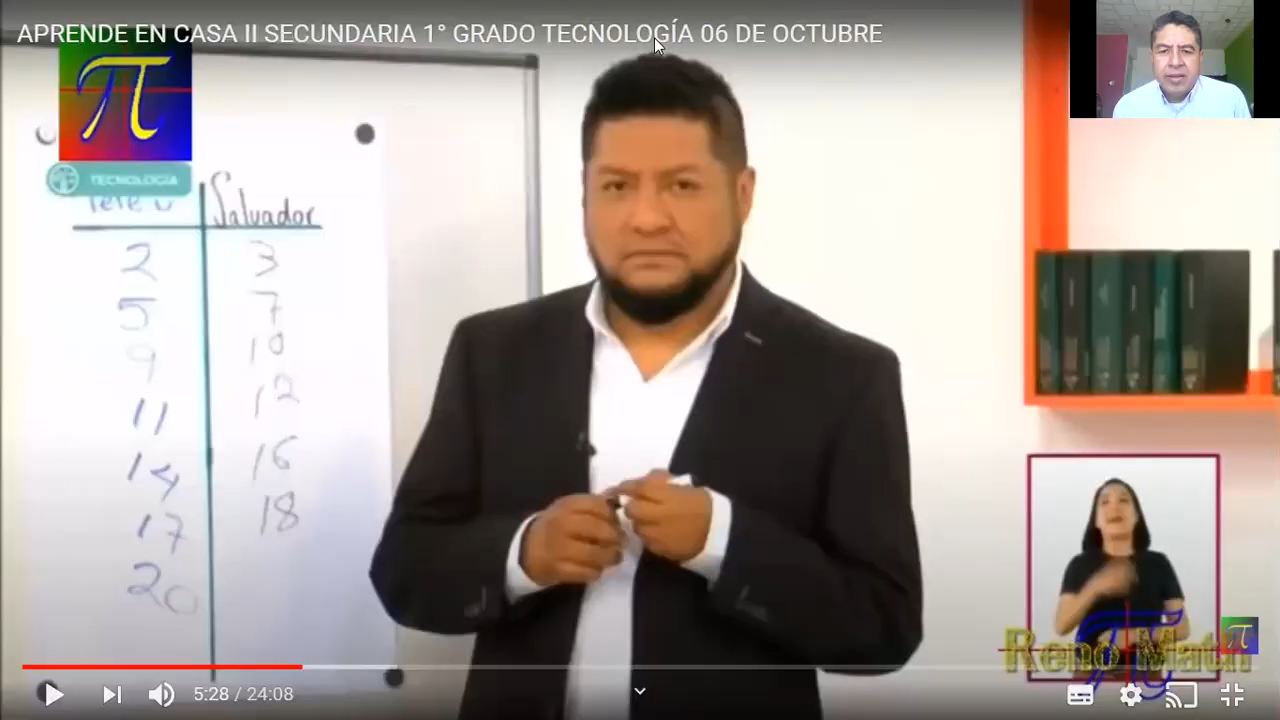 APRENDE EN CASA II SECUNDARIA 1° GRADO TECNOLOGÍA 06 DE OCTUBRE
π
TECNOLOGÍA
Salvador
2 3
5 7
9 10
11 12
14 16
17 18
20
π
Reno Math
5:28 / 24:08